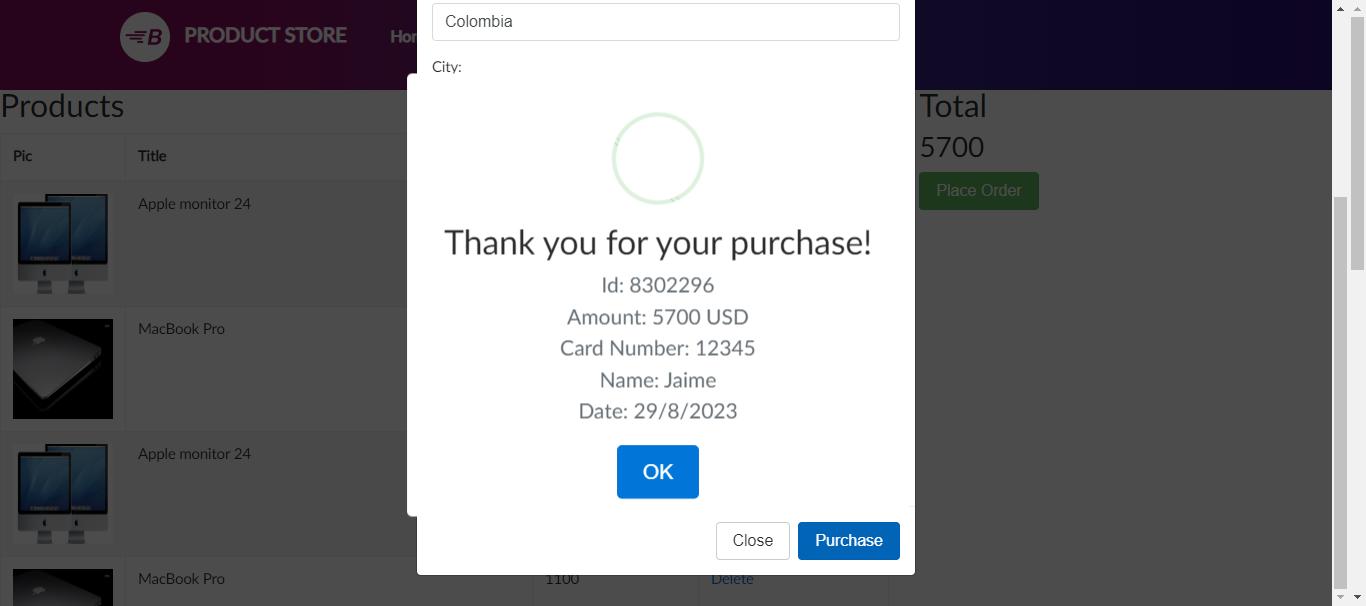 PRODUCT STORE
Colombia
City:
Products
Pic Title
Apple monitor 24
MacBook Pro
Apple monitor 24
MacBook Pro 1100 Delete
Thank you for your purchase!
Id: 8302296
Amount: 5700 USD
Card Number: 12345
Name: Jaime
Date: 29/8/2023
OK
Close Purchase
Total
5700
Place Order